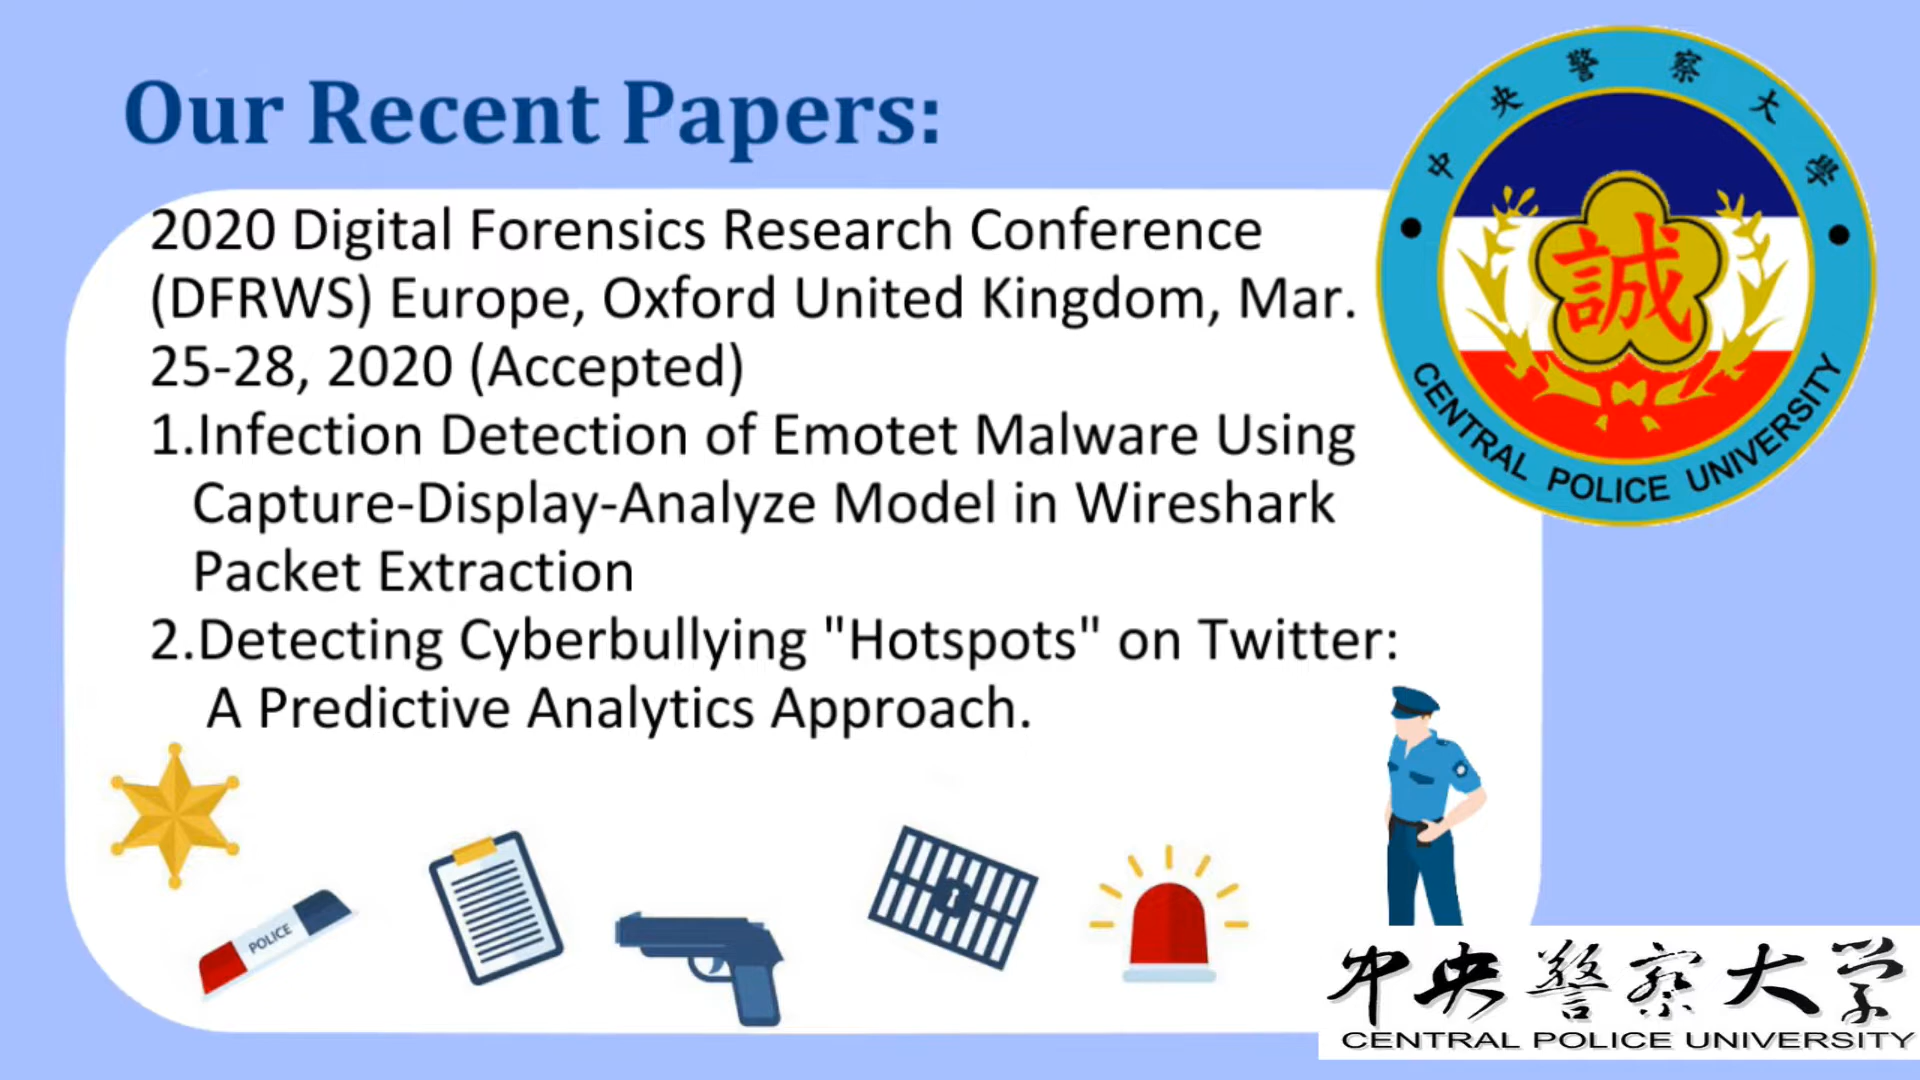 Our Recent Papers:
2020 Digital Forensics Research Conference
(DFRWS) Europe, Oxford United Kingdom, Mar.
25-28, 2020 (Accepted)
1.Infection Detection of Emotet Malware Using
Capture-Display-Analyze Model in Wireshark
Packet Extraction
2.Detecting Cyberbullying "Hotspots" on Twitter:
A Predictive Analytics Approach.
中央警察大學
誠
CENTRAL POLICE UNIVERSITY
POLICE
中央警察大学
CENTRAL POLICE UNIVERSITY